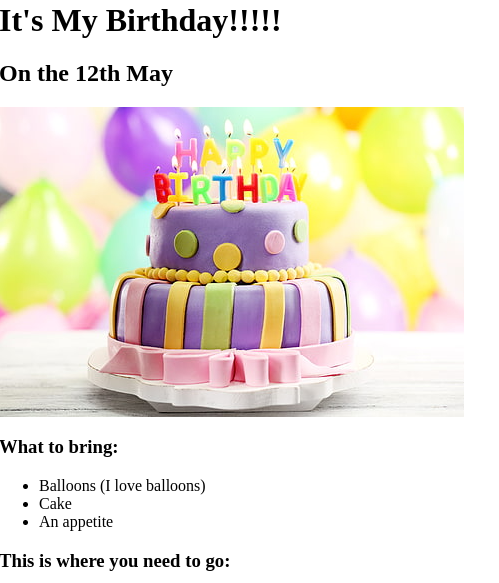 It's My Birthday!!!!!
On the 12th May
HAPPY
BIRTHDAY
What to bring:
Balloons (I love balloons)
Cake
An appetite
This is where you need to go: